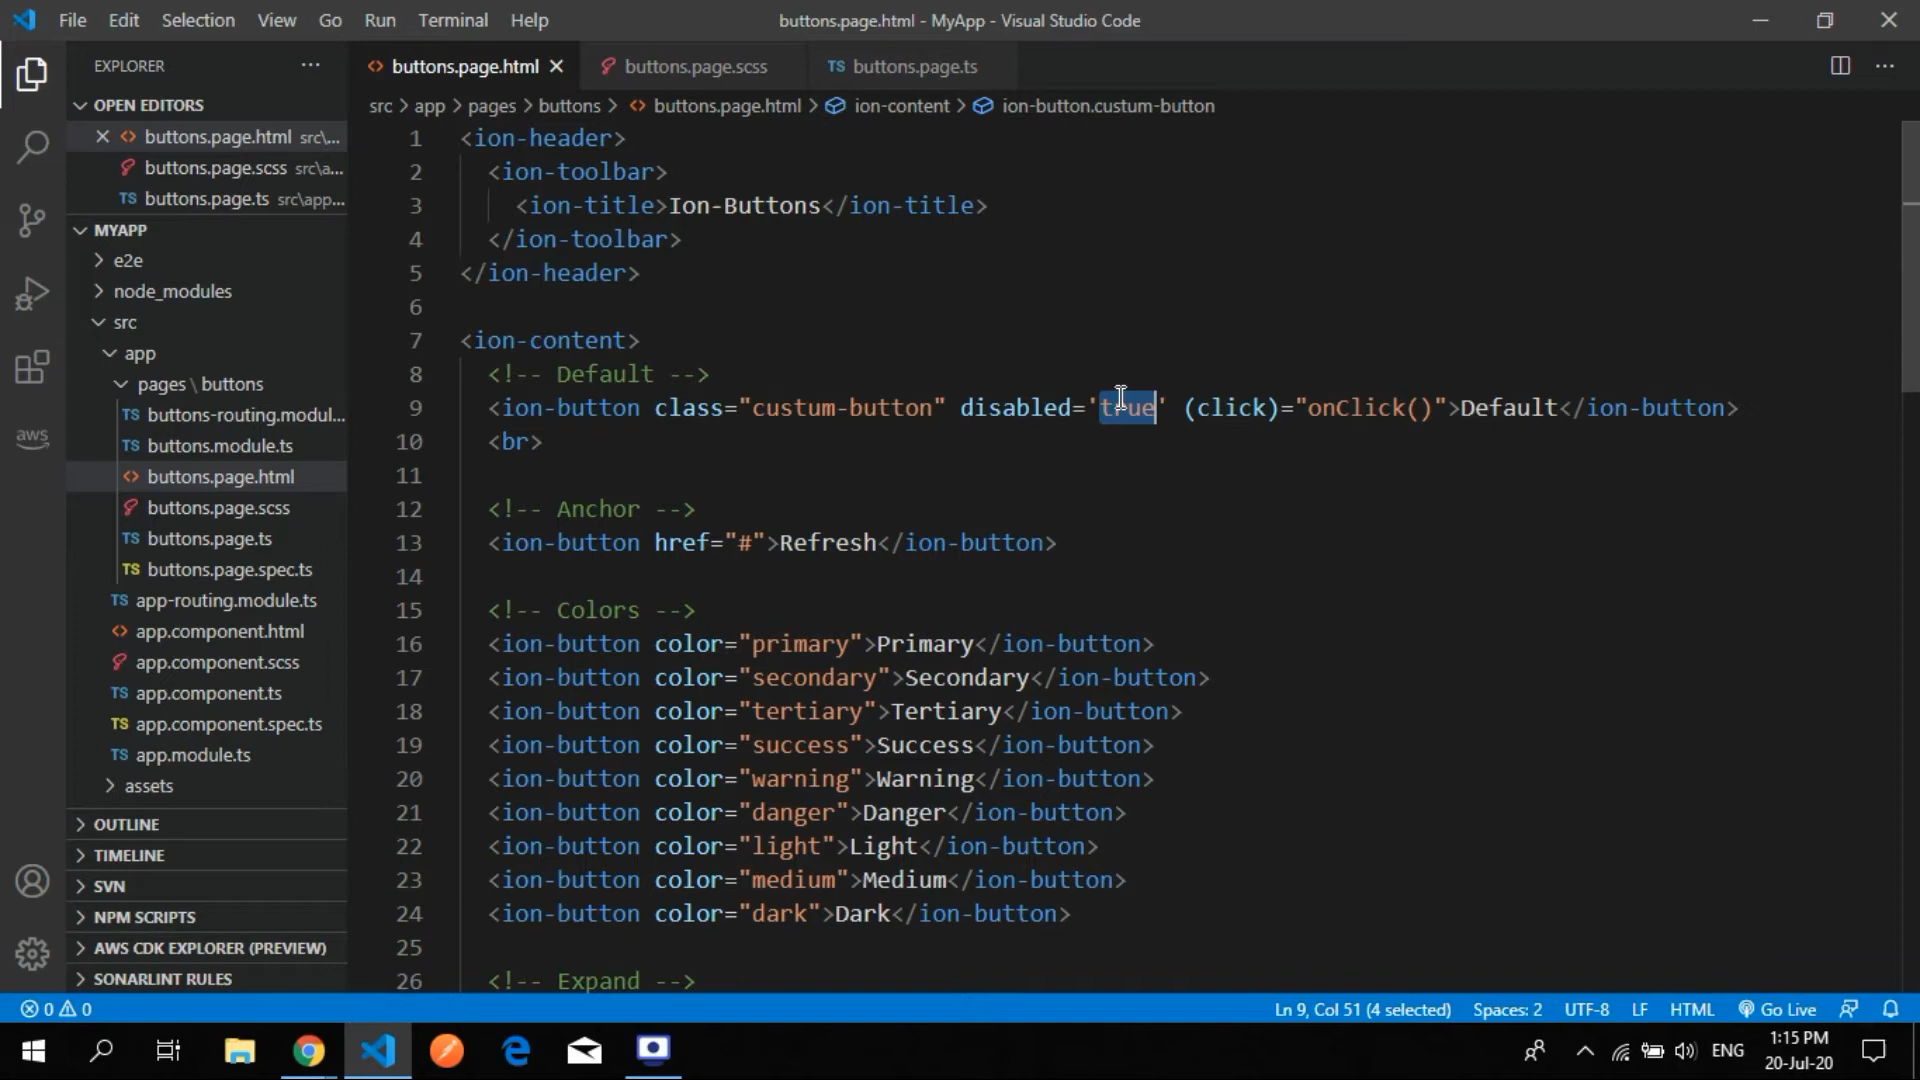 File Edit Selection View Go Run Terminal Help buttons.page.html - MyApp - Visual Studio Code
EXPLORER
buttons.page.html buttons.page.scss TS buttons.page.ts
OPEN EDITORS
src > app > pages > buttons > buttons.page.html > ion-content > ion-button.custum-button
buttons.page.html src\...
buttons.page.scss src\a...
TS buttons.page.ts src\app...
MYAPP
e2e
node_modules
src
app
pages \ buttons
TS buttons-routing.modul...
TS buttons.module.ts
buttons.page.html
buttons.page.scss
TS buttons.page.ts
TS buttons.page.spec.ts
TS app-routing.module.ts
app.component.html
app.component.scss
TS app.component.ts
TS app.component.spec.ts
TS app.module.ts
assets
OUTLINE
TIMELINE
SVN
NPM SCRIPTS
AWS CDK EXPLORER (PREVIEW)
SONARLINT RULES
aws
1 <ion-header>
2 <ion-toolbar>
3 <ion-title>Ion-Buttons</ion-title>
4 </ion-toolbar>
5 </ion-header>
6
7 <ion-content>
8 <!-- Default -->
9 <ion-button class="custum-button" disabled='true' (click)="onClick()">Default</ion-button>
10 <br>
11
12 <!-- Anchor -->
13 <ion-button href="#">Refresh</ion-button>
14
15 <!-- Colors -->
16 <ion-button color="primary">Primary</ion-button>
17 <ion-button color="secondary">Secondary</ion-button>
18 <ion-button color="tertiary">Tertiary</ion-button>
19 <ion-button color="success">Success</ion-button>
20 <ion-button color="warning">Warning</ion-button>
21 <ion-button color="danger">Danger</ion-button>
22 <ion-button color="light">Light</ion-button>
23 <ion-button color="medium">Medium</ion-button>
24 <ion-button color="dark">Dark</ion-button>
25
26 <!-- Expand -->
0 0 Ln 9, Col 51 (4 selected) Spaces: 2 UTF-8 LF HTML Go Live
ENG 1:15 PM
20-Jul-20